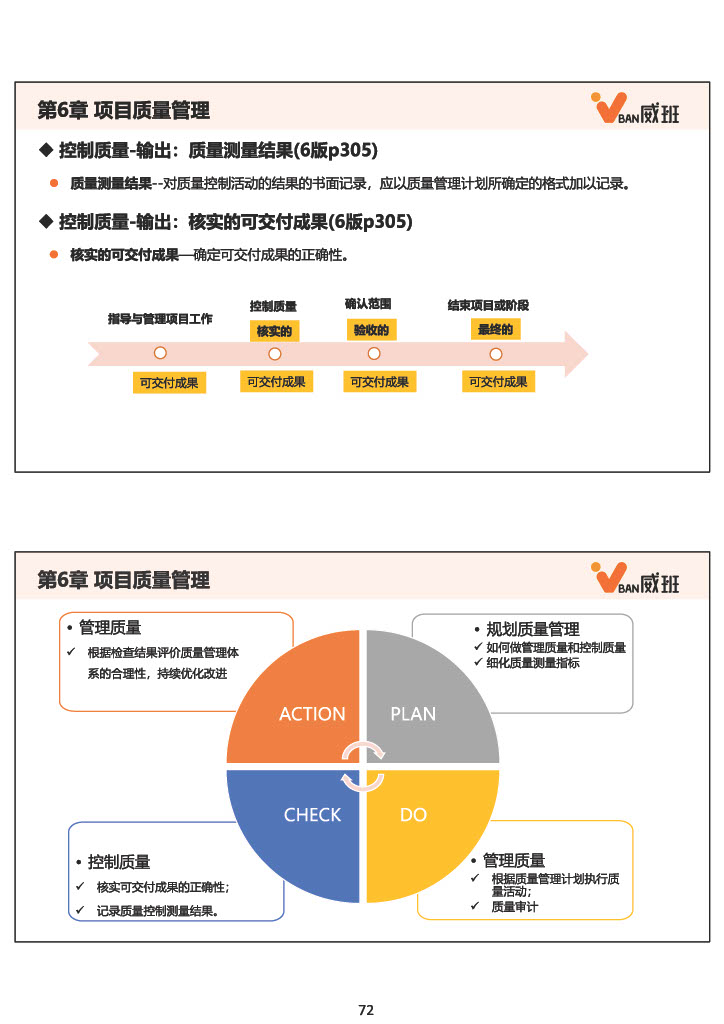 第6章 项目质量管理
BAN威班
◆ 控制质量-输出：质量测量结果(6版p305)
● 质量测量结果--对质量控制活动的结果的书面记录，应以质量管理计划所确定的格式加以记录。
◆ 控制质量-输出：核实的可交付成果(6版p305)
● 核实的可交付成果—确定可交付成果的正确性。
指导与管理项目工作
控制质量
确认范围
结束项目或阶段
核实的
验收的
最终的
可交付成果
可交付成果
可交付成果
可交付成果
第6章 项目质量管理
BAN威班
• 管理质量
✓ 根据检查结果评价质量管理体
系的合理性，持续优化改进
• 规划质量管理
✓ 如何做管理质量和控制质量
✓ 细化质量测量指标
ACTION
PLAN
CHECK
DO
• 控制质量
✓ 核实可交付成果的正确性；
✓ 记录质量控制测量结果。
• 管理质量
✓ 根据质量管理计划执行质
量活动；
✓ 质量审计
72